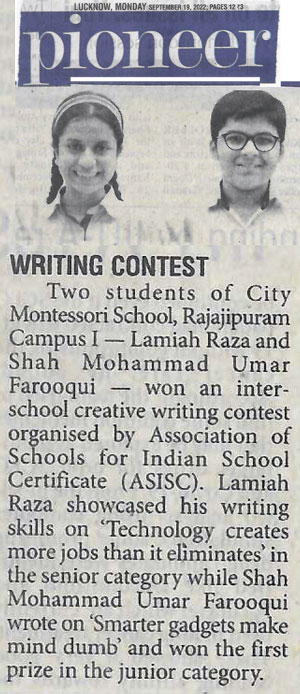 LUCKNOW, MONDAY SEPTEMBER 19, 2022; PAGES 12 ₹3
pioneer
WRITING CONTEST
Two students of City
Montessori School, Rajajipuram
Campus I — Lamiah Raza and
Shah Mohammad Umar
Farooqui — won an inter-
school creative writing contest
organised by Association of
Schools for Indian School
Certificate (ASISC). Lamiah
Raza showcased his writing
skills on ‘Technology creates
more jobs than it eliminates’ in
the senior category while Shah
Mohammad Umar Farooqui
wrote on ‘Smarter gadgets make
mind dumb’ and won the first
prize in the junior category.